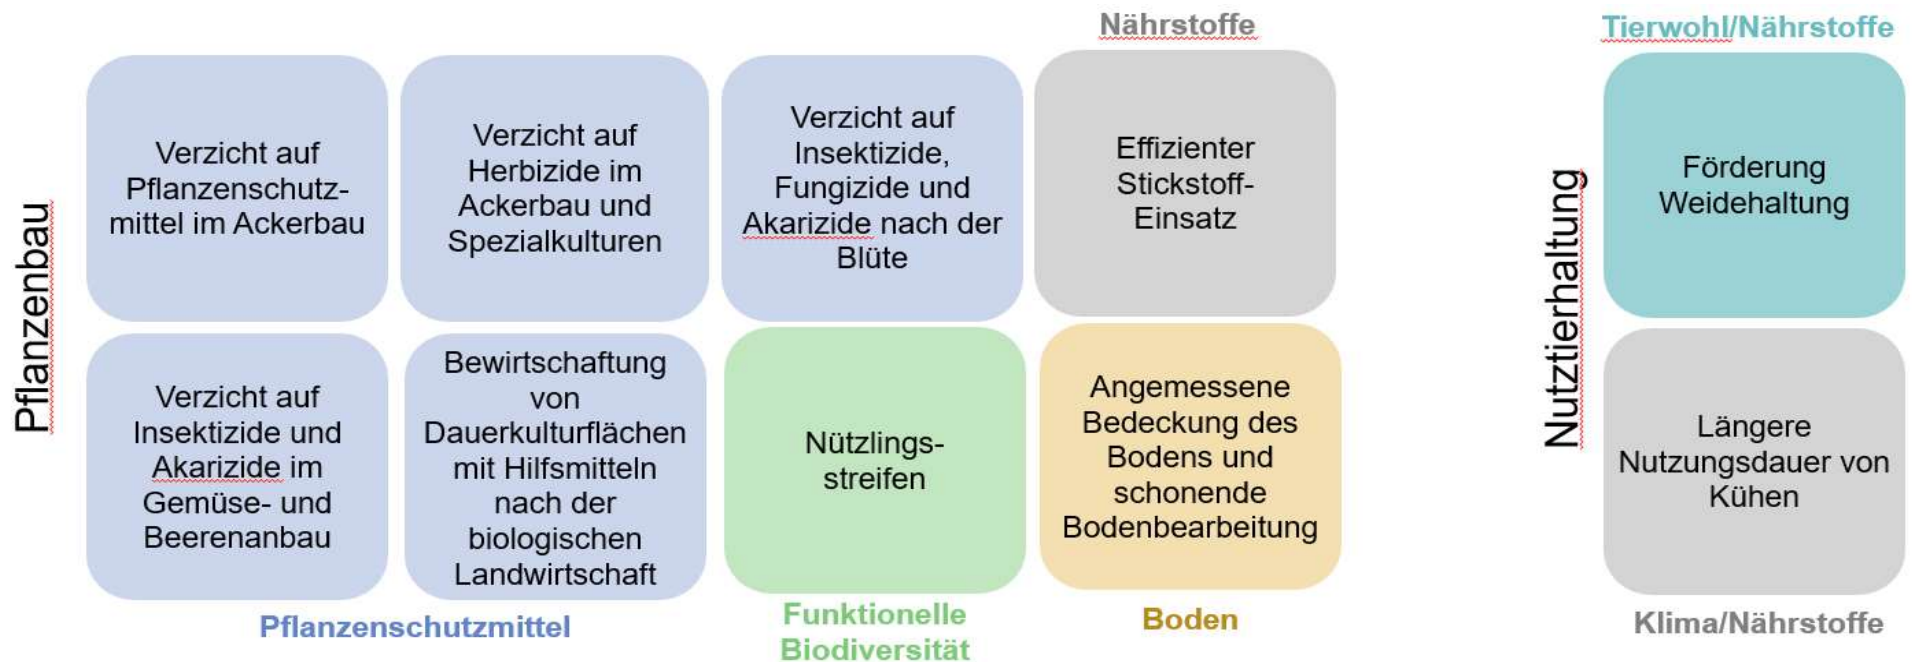 Pflanzenbau
Verzicht auf
Pflanzenschutz-
mittel im Ackerbau
Verzicht auf
Herbizide im
Ackerbau und
Spezialkulturen
Verzicht auf
Insektizide,
Fungizide und
Akarizide nach der
Blüte
Nährstoffe
Effizienter
Stickstoff-
Einsatz
Verzicht auf
Insektizide und
Akarizide im
Gemüse- und
Beerenanbau
Bewirtschaftung
von
Dauerkulturflächen
mit Hilfsmitteln
nach der
biologischen
Landwirtschaft
Pflanzenschutzmittel
Nützlings-
streifen
Funktionelle
Biodiversität
Angemessene
Bedeckung des
Bodens und
schonende
Bodenbearbeitung
Boden
Nutztierhaltung
Tierwohl/Nährstoffe
Förderung
Weidehaltung
Längere
Nutzungsdauer von
Kühen
Klima/Nährstoffe